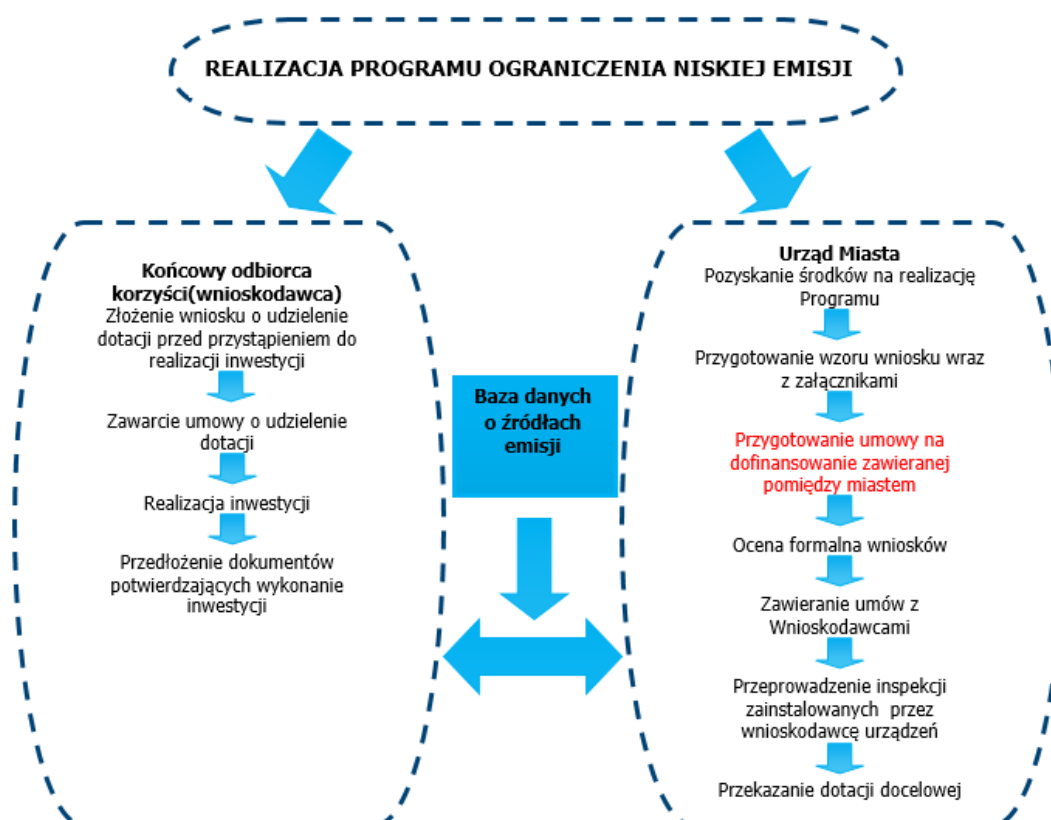 REALIZACJA PROGRAMU OGRANICZENIA NISKIEJ EMISJI
Końcowy odbiorca
korzyści(wnioskodawca)
Złożenie wniosku o udzielenie
dotacji przed przystąpieniem do
realizacji inwestycji
Zawarcie umowy o udzielenie
dotacji
Realizacja inwestycji
Przedłożenie dokumentów
potwierdzających wykonanie
inwestycji
Baza danych
o źródłach
emisji
Urząd Miasta
Pozyskanie środków na realizację
Programu
Przygotowanie wzoru wniosku wraz
z załącznikami
Przygotowanie umowy na
dofinansowanie zawieranej
pomiędzy miastem
Ocena formalna wniosków
Zawieranie umów z
Wnioskodawcami
Przeprowadzenie inspekcji
zainstalowanych przez
wnioskodawcę urządzeń
Przekazanie dotacji docelowej